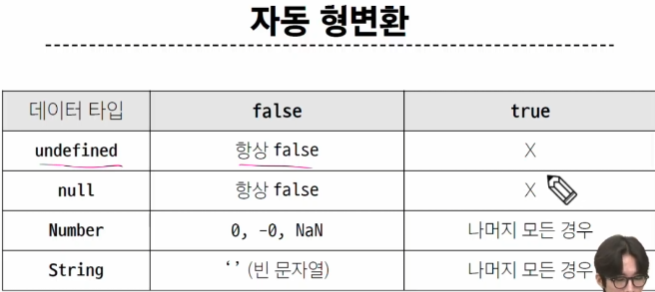 자동 형변환
데이터 타입 false true
undefined 항상 false X
null 항상 false X
Number 0, -0, NaN 나머지 모든 경우
String ‘’ (빈 문자열) 나머지 모든 경우